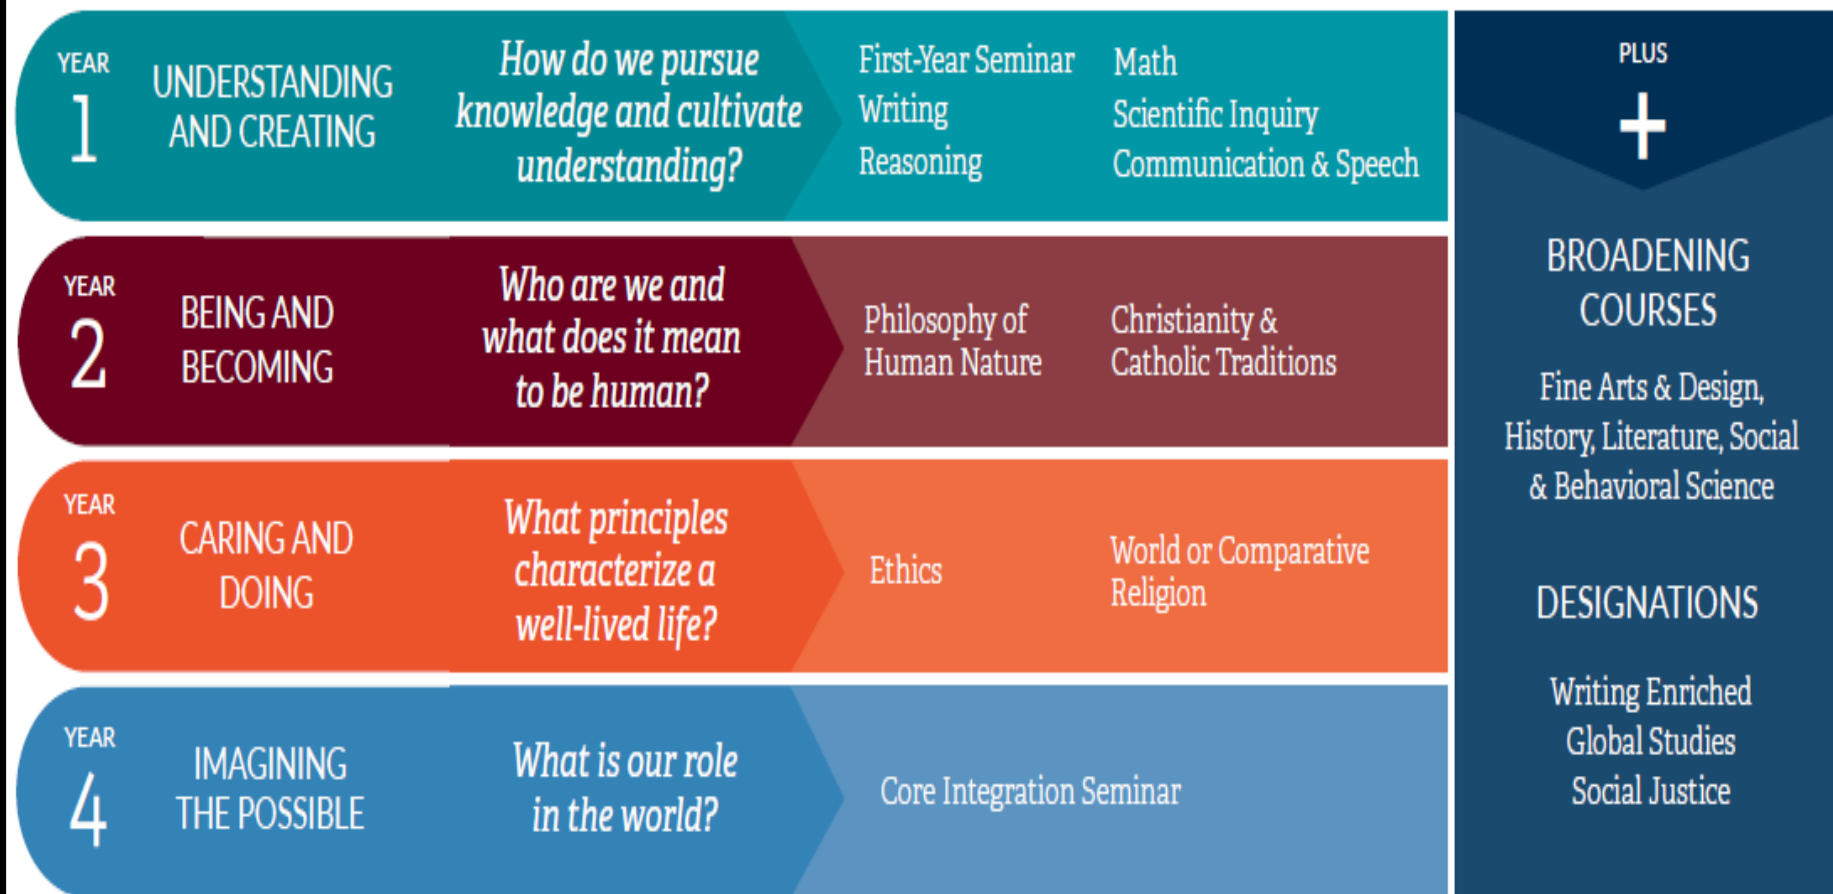 YEAR
1
UNDERSTANDING
AND CREATING
How do we pursue
knowledge and cultivate
understanding?
First-Year Seminar
Writing
Reasoning
Math
Scientific Inquiry
Communication & Speech
YEAR
2
BEING AND
BECOMING
Who are we and
what does it mean
to be human?
Philosophy of
Human Nature
Christianity &
Catholic Traditions
YEAR
3
CARING AND
DOING
What principles
characterize a
well-lived life?
Ethics
World or Comparative
Religion
YEAR
4
IMAGINING
THE POSSIBLE
What is our role
in the world?
Core Integration Seminar
PLUS
+
BROADENING
COURSES
Fine Arts & Design,
History, Literature, Social
& Behavioral Science
DESIGNATIONS
Writing Enriched
Global Studies
Social Justice